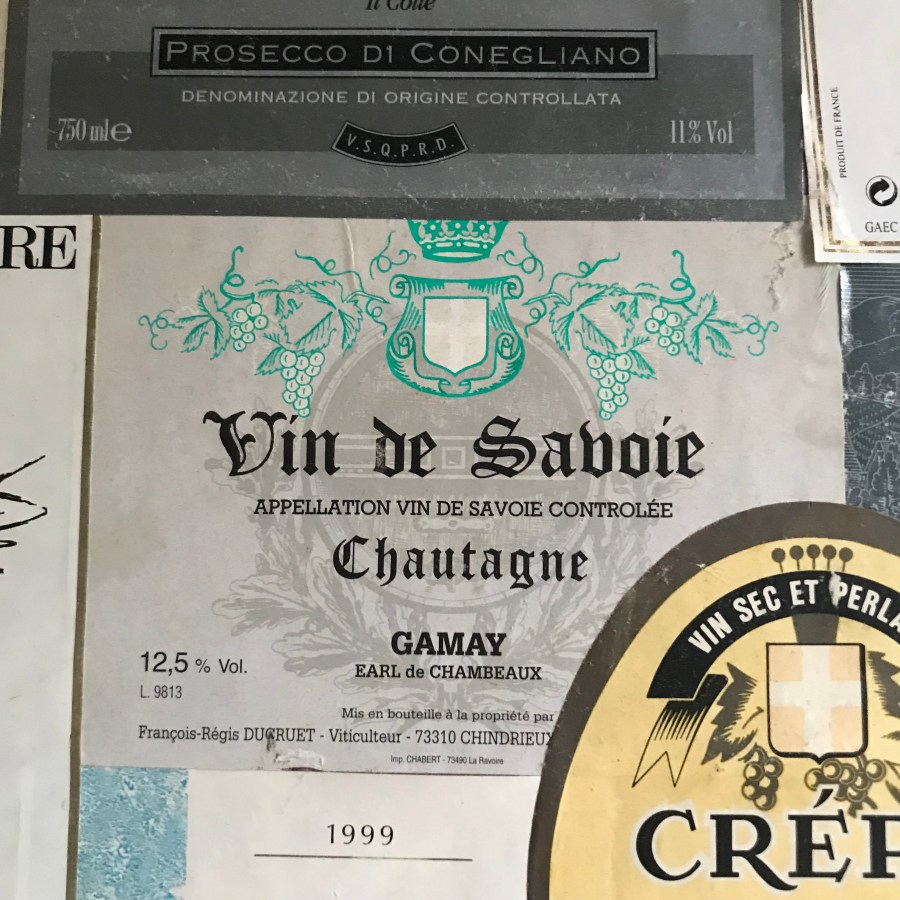 Il Colle
PROSECCO DI CONEGLIANO
DENOMINAZIONE DI ORIGINE CONTROLLATA
750 ml e
11% Vol
V.S.Q.P.R.D.
PRODUIT DE FRANCE
GAEC
RE
Vin de Savoie
APPELLATION VIN DE SAVOIE CONTROLÉE
Chautagne
GAMAY
EARL de CHAMBEAUX
12,5 % Vol.
L. 9813
Mis en bouteille à la propriété par
François-Régis DUCRUET - Viticulteur - 73310 CHINDRIEUX
Imp. CHABERT - 73490 La Ravoire
1999
VIN SEC ET PERLA
CRÉP